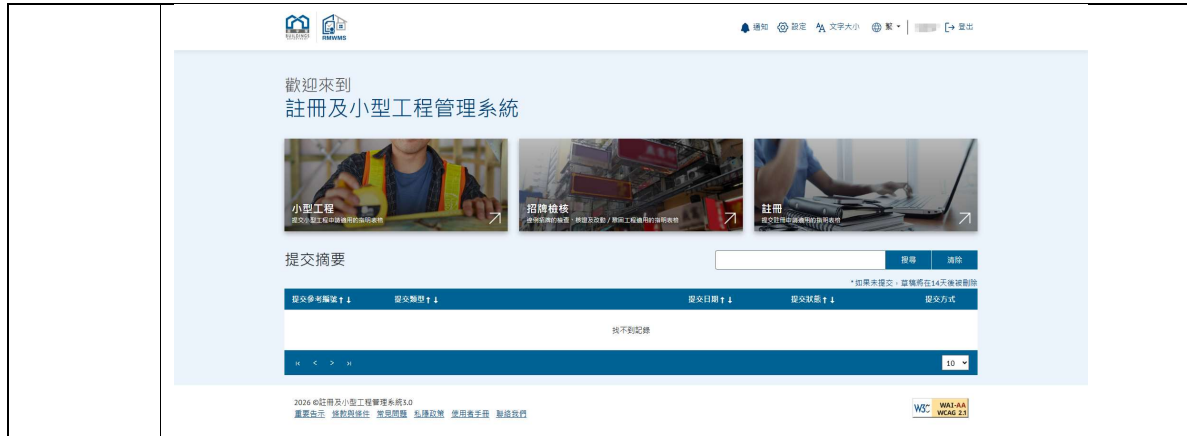 BUILDINGS
RMWMS
通知 設定 文字大小 繁 登出
歡迎來到
註冊及小型工程管理系統
小型工程
提交小型工程申請適用的指明表格
招牌檢核
註冊
提交註冊申請適用的指明表格
提交摘要
搜尋 清除
*如果未提交，草稿將在14天後被刪除
提交參考編號↑↓ 提交類型↑↓ 提交日期↑↓ 提交狀態↑↓ 提交方式
找不到記錄
10
2026 ©註冊及小型工程管理系統3.0
重要告示 條款與條件 常見問題 私隱政策 使用者手冊 聯絡我們
W3C WAI-AA
WCAG 2.1